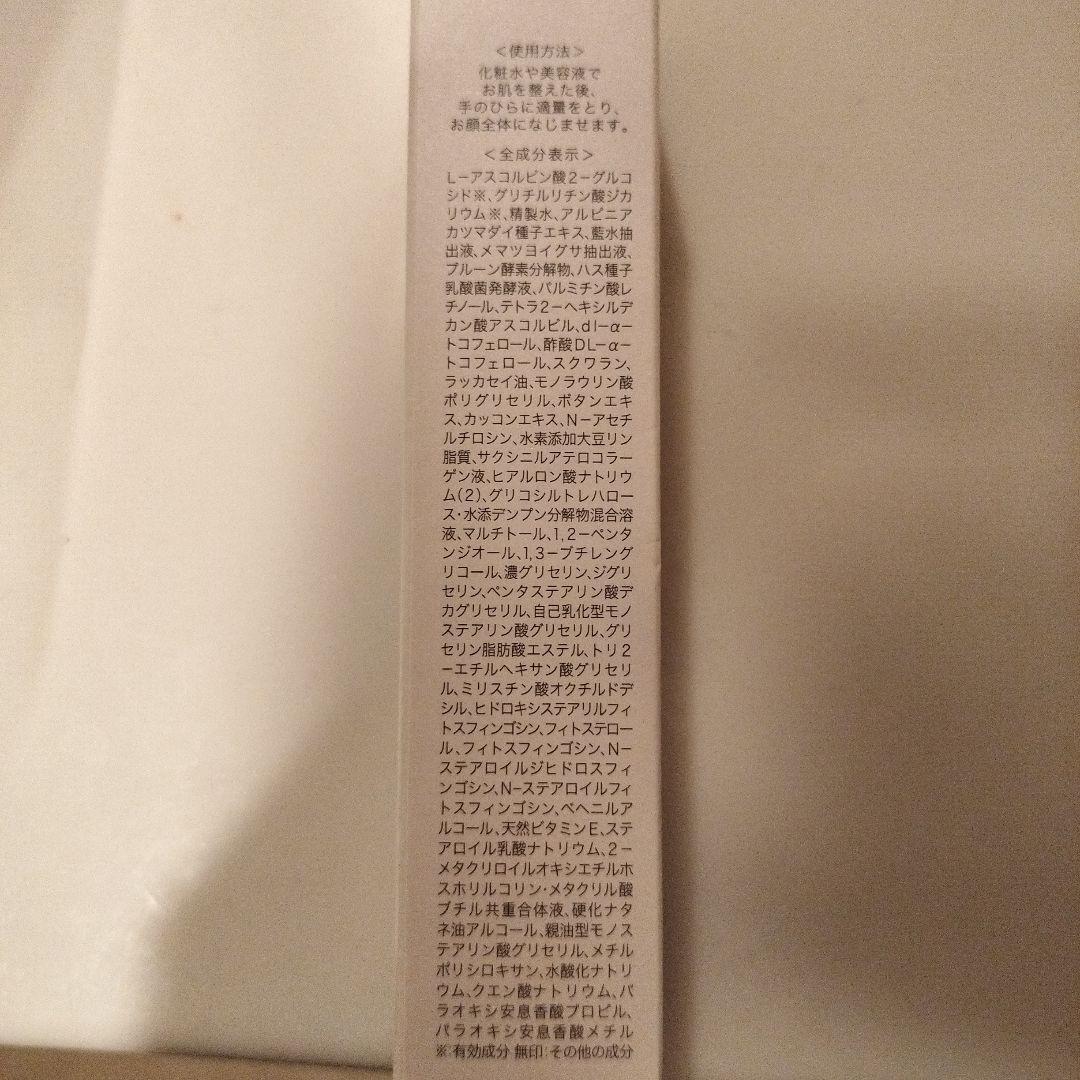 ＜使用方法＞
化粧水や美容液で
お肌を整えた後、
手のひらに適量をとり、
お顔全体になじませます。
＜全成分表示＞
L－アスコルビン酸2－グルコ
シド※、グリチルリチン酸ジカ
リウム※、精製水、アルピニア
カツマダイ種子エキス、藍水抽
出液、メマツヨイグサ抽出液、
プルーン酵素分解物、ハス種子
乳酸菌発酵液、パルミチン酸レ
チノール、テトラ2－ヘキシルデ
カン酸アスコルビル、dl－α－
トコフェロール、酢酸DL－α－
トコフェロール、スクワラン、
ラッカセイ油、モノラウリン酸
ポリグリセリル、ボタンエキ
ス、カッコンエキス、N－アセチ
ルチロシン、水素添加大豆リン
脂質、サクシニルアテロコラー
ゲン液、ヒアルロン酸ナトリウ
ム(2)、グリコシルトレハロー
ス・水添デンプン分解物混合溶
液、マルチトール、1,2－ペンタ
ンジオール、1,3－ブチレング
リコール、濃グリセリン、ジグリ
セリン、ペンタステアリン酸デ
カグリセリル、自己乳化型モノ
ステアリン酸グリセリル、グリ
セリン脂肪酸エステル、トリ2
－エチルヘキサン酸グリセリ
ル、ミリスチン酸オクチルドデ
シル、ヒドロキシステアリルフィ
トスフィンゴシン、フィトステロー
ル、フィトスフィンゴシン、N－
ステアロイルジヒドロスフィ
ンゴシン、N－ステアロイルフィ
トスフィンゴシン、ベヘニルア
ルコール、天然ビタミンE、ステ
アロイル乳酸ナトリウム、2－
メタクリロイルオキシエチルホ
スホリルコリン・メタクリル酸
ブチル共重合体液、硬化ナタ
ネ油アルコール、親油型モノス
テアリン酸グリセリル、メチル
ポリシロキサン、水酸化ナトリ
ウム、クエン酸ナトリウム、パ
ラオキシ安息香酸プロピル、
パラオキシ安息香酸メチル
※:有効成分 無印:その他の成分